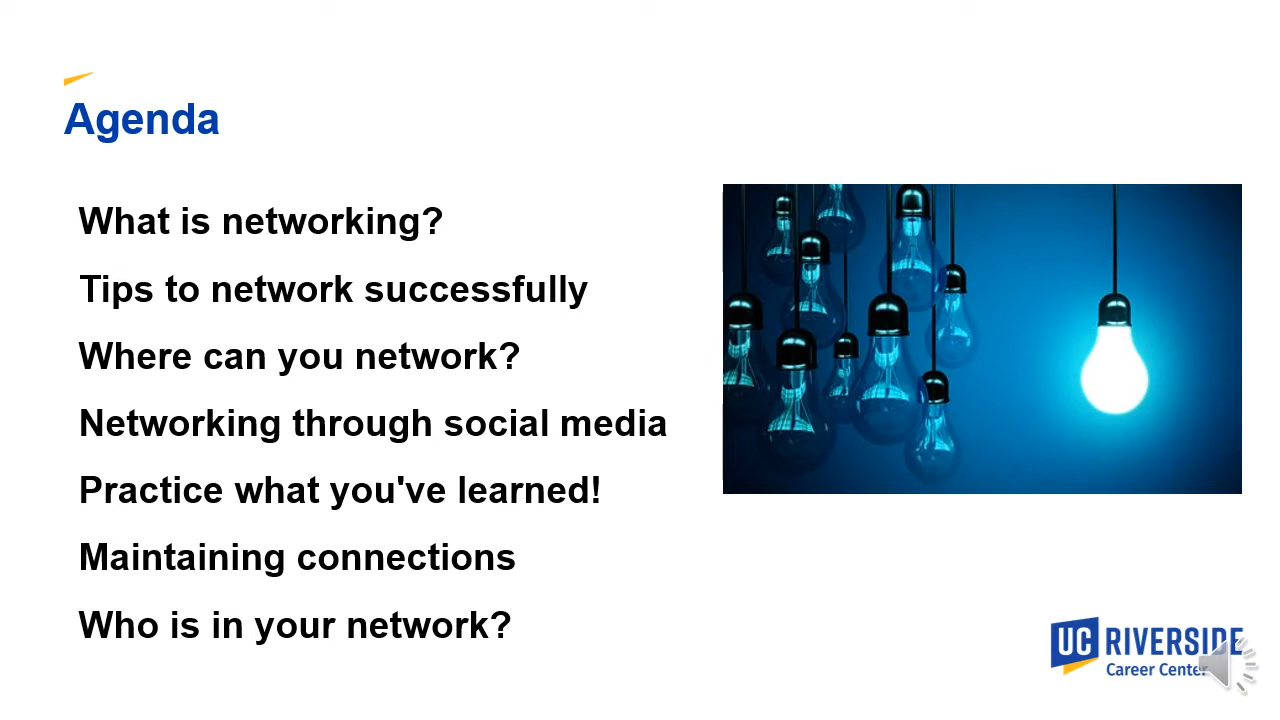 Agenda
What is networking?
Tips to network successfully
Where can you network?
Networking through social media
Practice what you've learned!
Maintaining connections
Who is in your network?
UC RIVERSIDE
Career Center